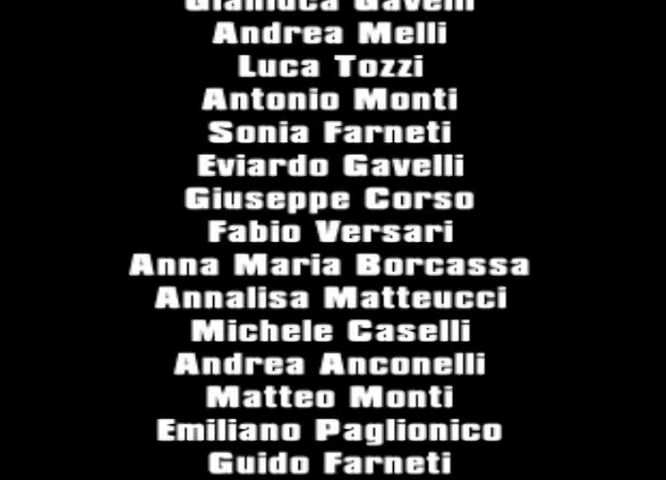 Gianluca Gavelli
Andrea Melli
Luca Tozzi
Antonio Monti
Sonia Farneti
Eviardo Gavelli
Giuseppe Corso
Fabio Versari
Anna Maria Borcassa
Annalisa Matteucci
Michele Caselli
Andrea Anconelli
Matteo Monti
Emiliano Paglionico
Guido Farneti